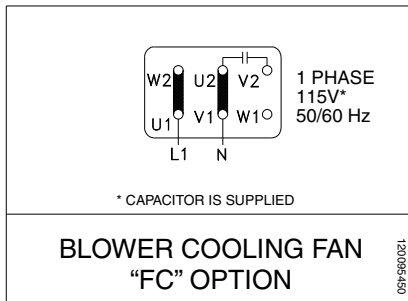 W2 U2 V2
U1 V1 W1
L1 N
1 PHASE
115V*
50/60 Hz
* CAPACITOR IS SUPPLIED
BLOWER COOLING FAN
“FC” OPTION
120095450